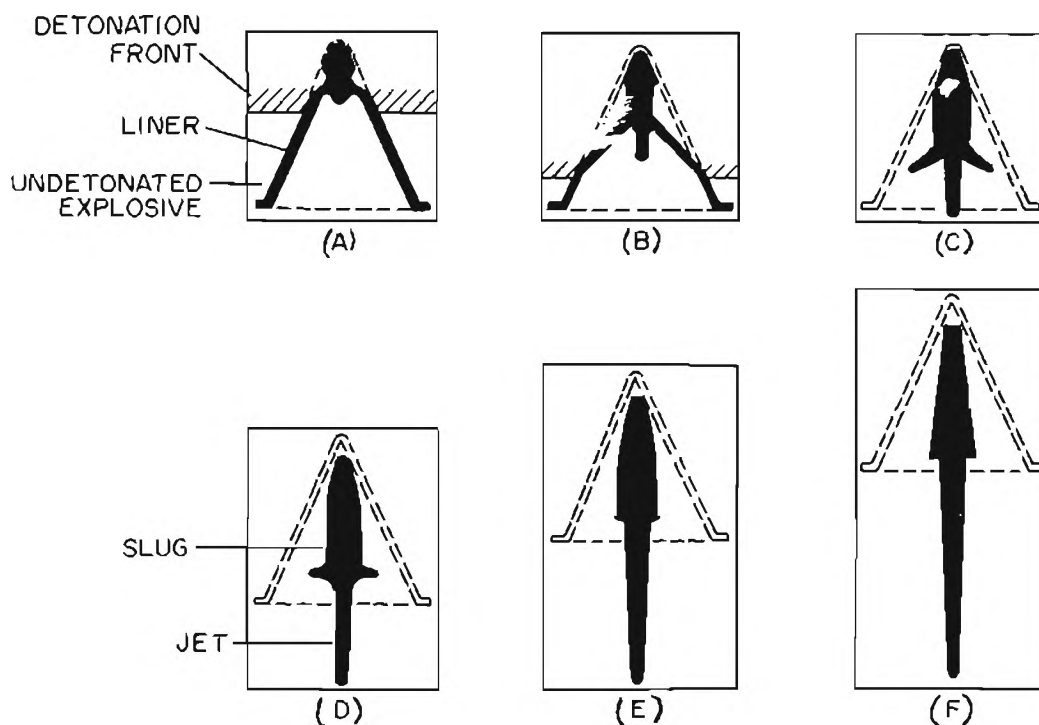 DETONATION
FRONT
LINER
UNDETONATED
EXPLOSIVE
(A)
(B)
(C)
SLUG
JET
(D)
(E)
(F)